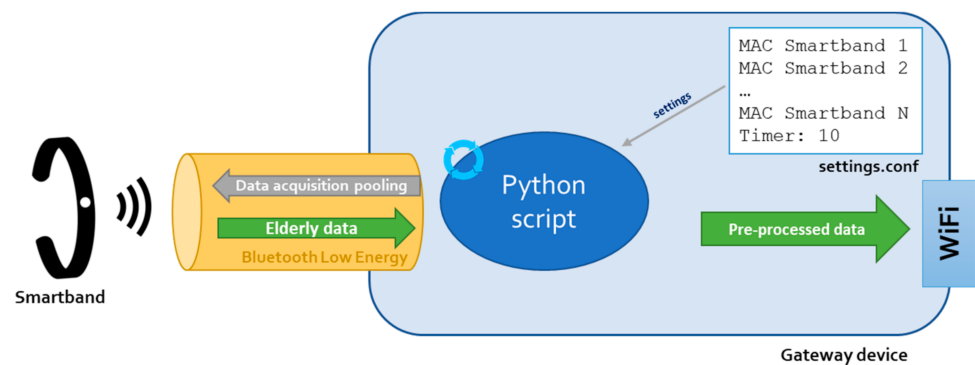 MAC Smartband 1
MAC Smartband 2
…
MAC Smartband N
Timer: 10
settings.conf
settings
Python
script
Data acquisition pooling
Elderly data
Bluetooth Low Energy
Smartband
Pre-processed data
WiFi
Gateway device